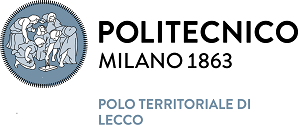 POLITECNICO
MILANO 1863
POLO TERRITORIALE DI
LECCO